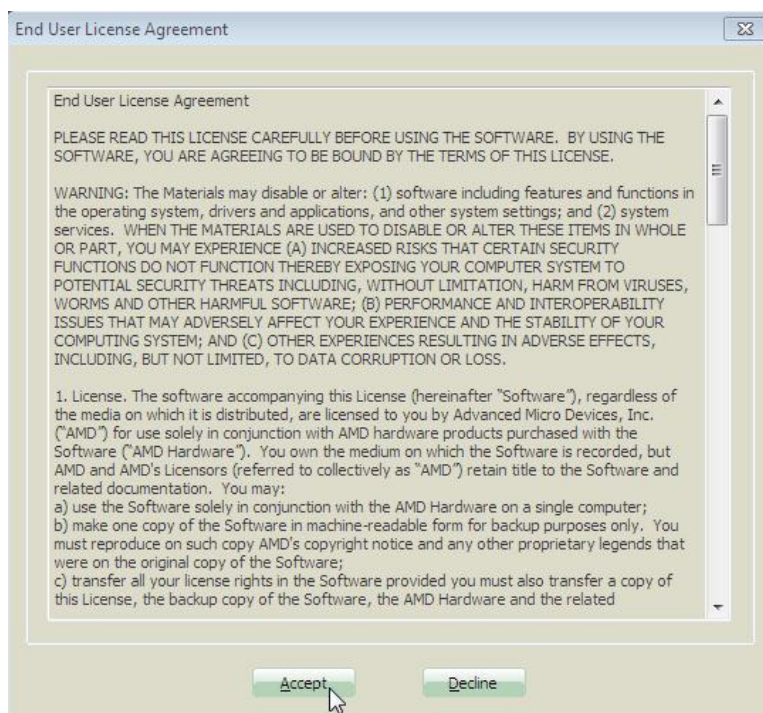 End User License Agreement
End User License Agreement
PLEASE READ THIS LICENSE CAREFULLY BEFORE USING THE SOFTWARE.  BY USING THE
SOFTWARE, YOU ARE AGREEING TO BE BOUND BY THE TERMS OF THIS LICENSE.
WARNING: The Materials may disable or alter: (1) software including features and functions in
the operating system, drivers and applications, and other system settings; and (2) system
services.  WHEN THE MATERIALS ARE USED TO DISABLE OR ALTER THESE ITEMS IN WHOLE
OR PART, YOU MAY EXPERIENCE (A) INCREASED RISKS THAT CERTAIN SECURITY
FUNCTIONS DO NOT FUNCTION THEREBY EXPOSING YOUR COMPUTER SYSTEM TO
POTENTIAL SECURITY THREATS INCLUDING, WITHOUT LIMITATION, HARM FROM VIRUSES,
WORMS AND OTHER HARMFUL SOFTWARE; (B) PERFORMANCE AND INTEROPERABILITY
ISSUES THAT MAY ADVERSELY AFFECT YOUR EXPERIENCE AND THE STABILITY OF YOUR
COMPUTING SYSTEM; AND (C) OTHER EXPERIENCES RESULTING IN ADVERSE EFFECTS,
INCLUDING, BUT NOT LIMITED, TO DATA CORRUPTION OR LOSS.
1. License. The software accompanying this License (hereinafter "Software"), regardless of
the media on which it is distributed, are licensed to you by Advanced Micro Devices, Inc.
("AMD") for use solely in conjunction with AMD hardware products purchased with the
Software ("AMD Hardware").  You own the medium on which the Software is recorded, but
AMD and AMD's Licensors (referred to collectively as "AMD") retain title to the Software and
related documentation.  You may:
a) use the Software solely in conjunction with the AMD Hardware on a single computer;
b) make one copy of the Software in machine-readable form for backup purposes only.  You
must reproduce on such copy AMD's copyright notice and any other proprietary legends that
were on the original copy of the Software;
c) transfer all your license rights in the Software provided you must also transfer a copy of
this License, the backup copy of the Software, the AMD Hardware and the related
Accept Decline